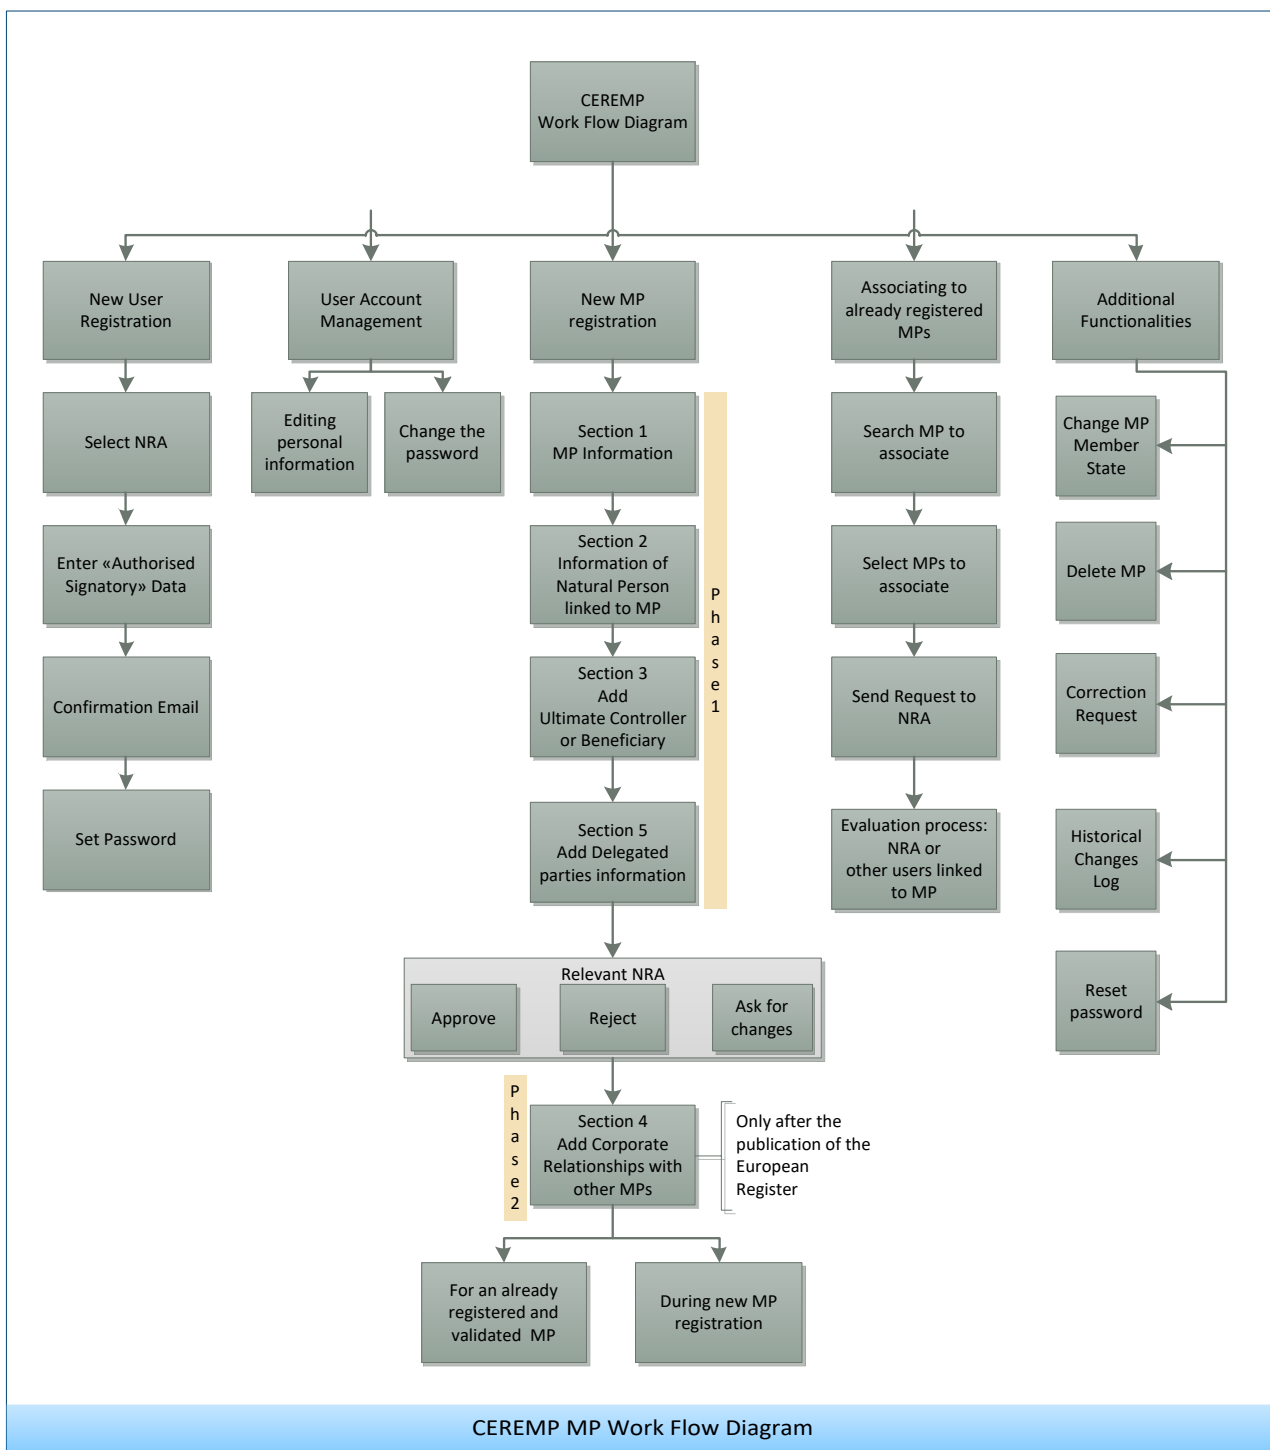 CEREMP
Work Flow Diagram
New User
Registration
User Account
Management
New MP
registration
Associating to
already registered
MPs
Additional
Functionalities
Select NRA
Editing
personal
information
Change the
password
Section 1
MP Information
Search MP to
associate
Change MP
Member
State
Enter «Authorised
Signatory» Data
Section 2
Information of
Natural Person
linked to MP
Select MPs to
associate
Delete MP
P
h
a
s
e
1
Confirmation Email
Section 3
Add
Ultimate Controller
or Beneficiary
Send Request to
NRA
Correction
Request
Set Password
Section 5
Add Delegated
parties information
Evaluation process:
NRA or
other users linked
to MP
Historical
Changes
Log
Relevant NRA
Approve
Reject
Ask for
changes
Reset
password
P
h
a
s
e
2
Section 4
Add Corporate
Relationships with
other MPs
Only after the
publication of the
European
Register
For an already
registered and
validated  MP
During new MP
registration
CEREMP MP Work Flow Diagram